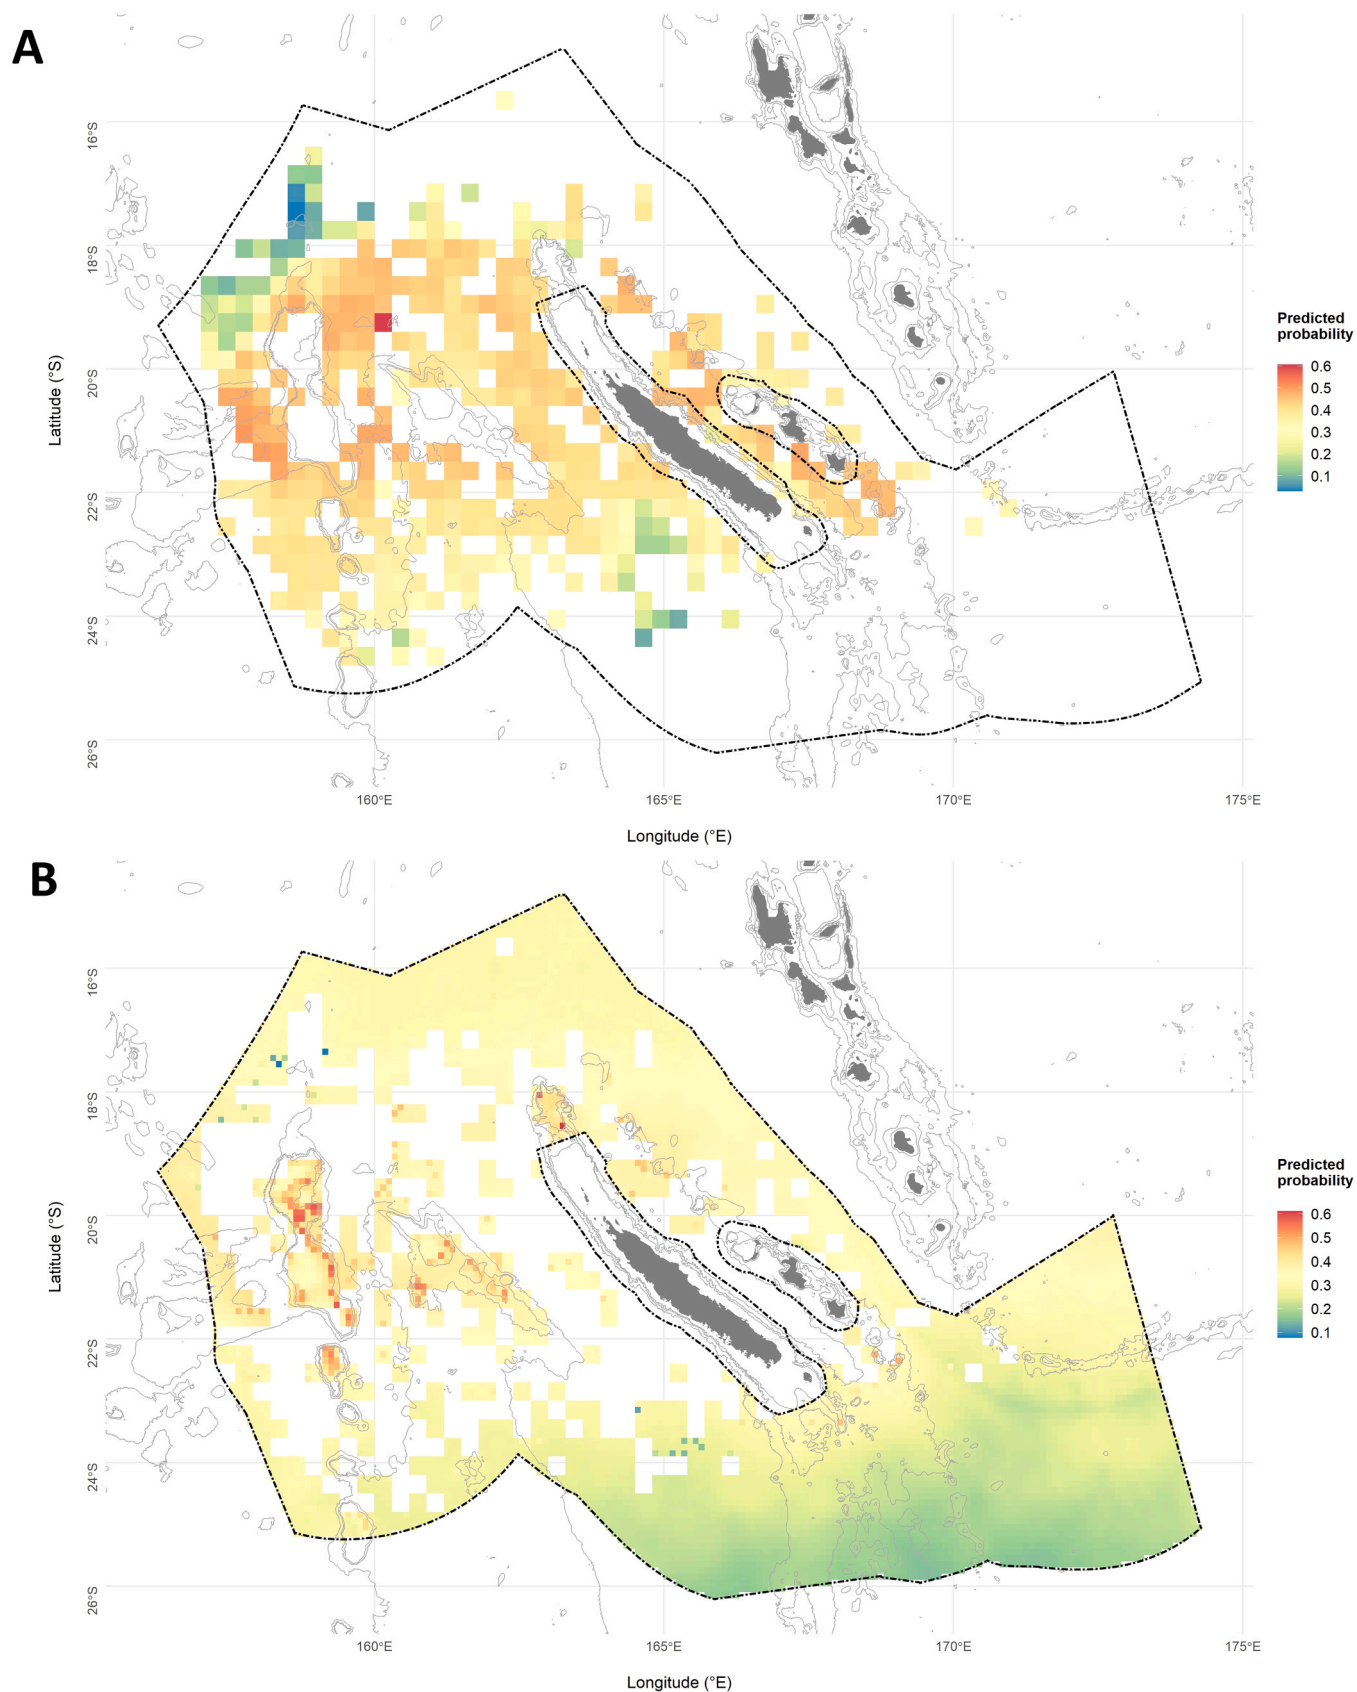 A
16°S
18°S
20°S
22°S
24°S
26°S
Latitude (°S)
160°E
165°E
170°E
175°E
Longitude (°E)
Predicted
probability
0.6
0.5
0.4
0.3
0.2
0.1
B
16°S
18°S
20°S
22°S
24°S
26°S
Latitude (°S)
160°E
165°E
170°E
175°E
Longitude (°E)
Predicted
probability
0.6
0.5
0.4
0.3
0.2
0.1